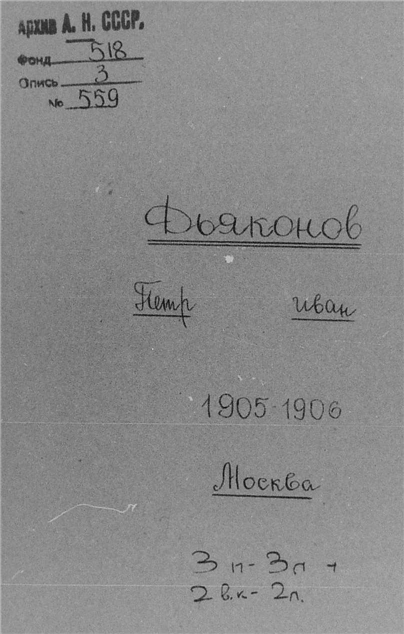 Архив А. Н. СССР.
Фонд 518
Опись 3
№ 559
Дьяконов
Петр Иван
1905-1906
Москва
3 п - 3 л +
2 в.к - 2 л.